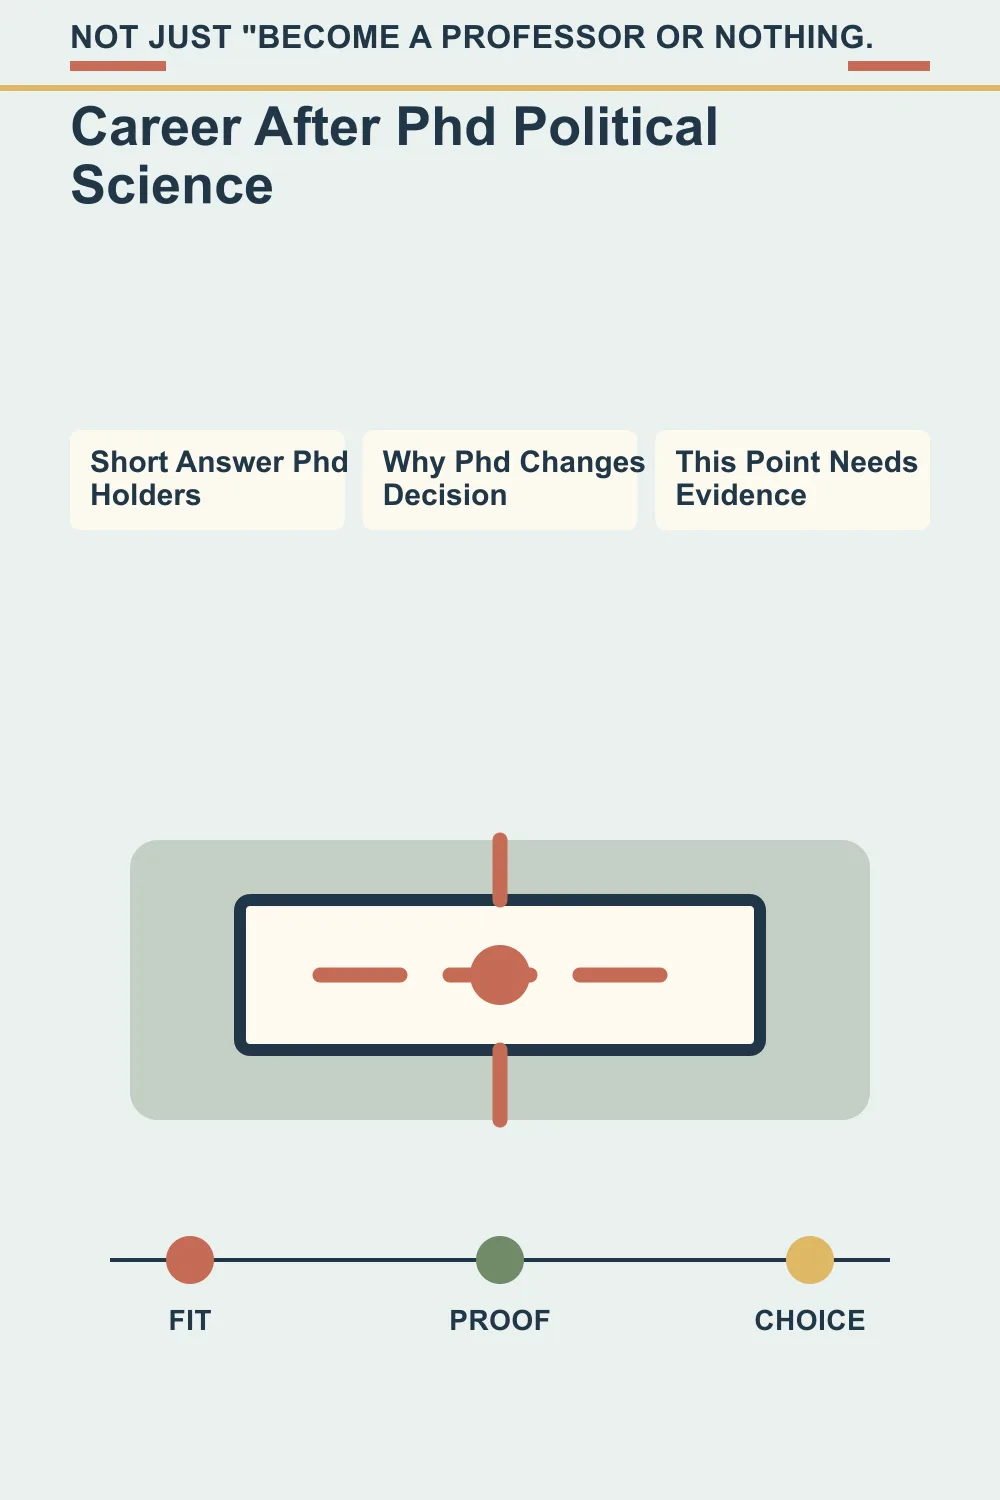 NOT JUST "BECOME A PROFESSOR OR NOTHING.
Career After Phd Political
Science
Short Answer Phd
Holders
Why Phd Changes
Decision
This Point Needs
Evidence
FIT
PROOF
CHOICE